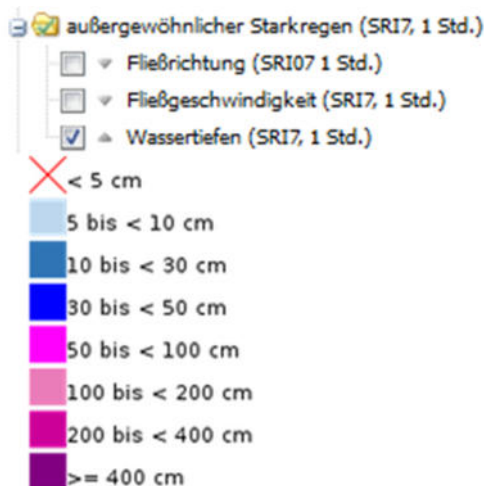 außergewöhnlicher Starkregen (SRI7, 1 Std.)
Fließrichtung (SRI07 1 Std.)
Fließgeschwindigkeit (SRI7, 1 Std.)
Wassertiefen (SRI7, 1 Std.)
< 5 cm
5 bis < 10 cm
10 bis < 30 cm
30 bis < 50 cm
50 bis < 100 cm
100 bis < 200 cm
200 bis < 400 cm
>= 400 cm